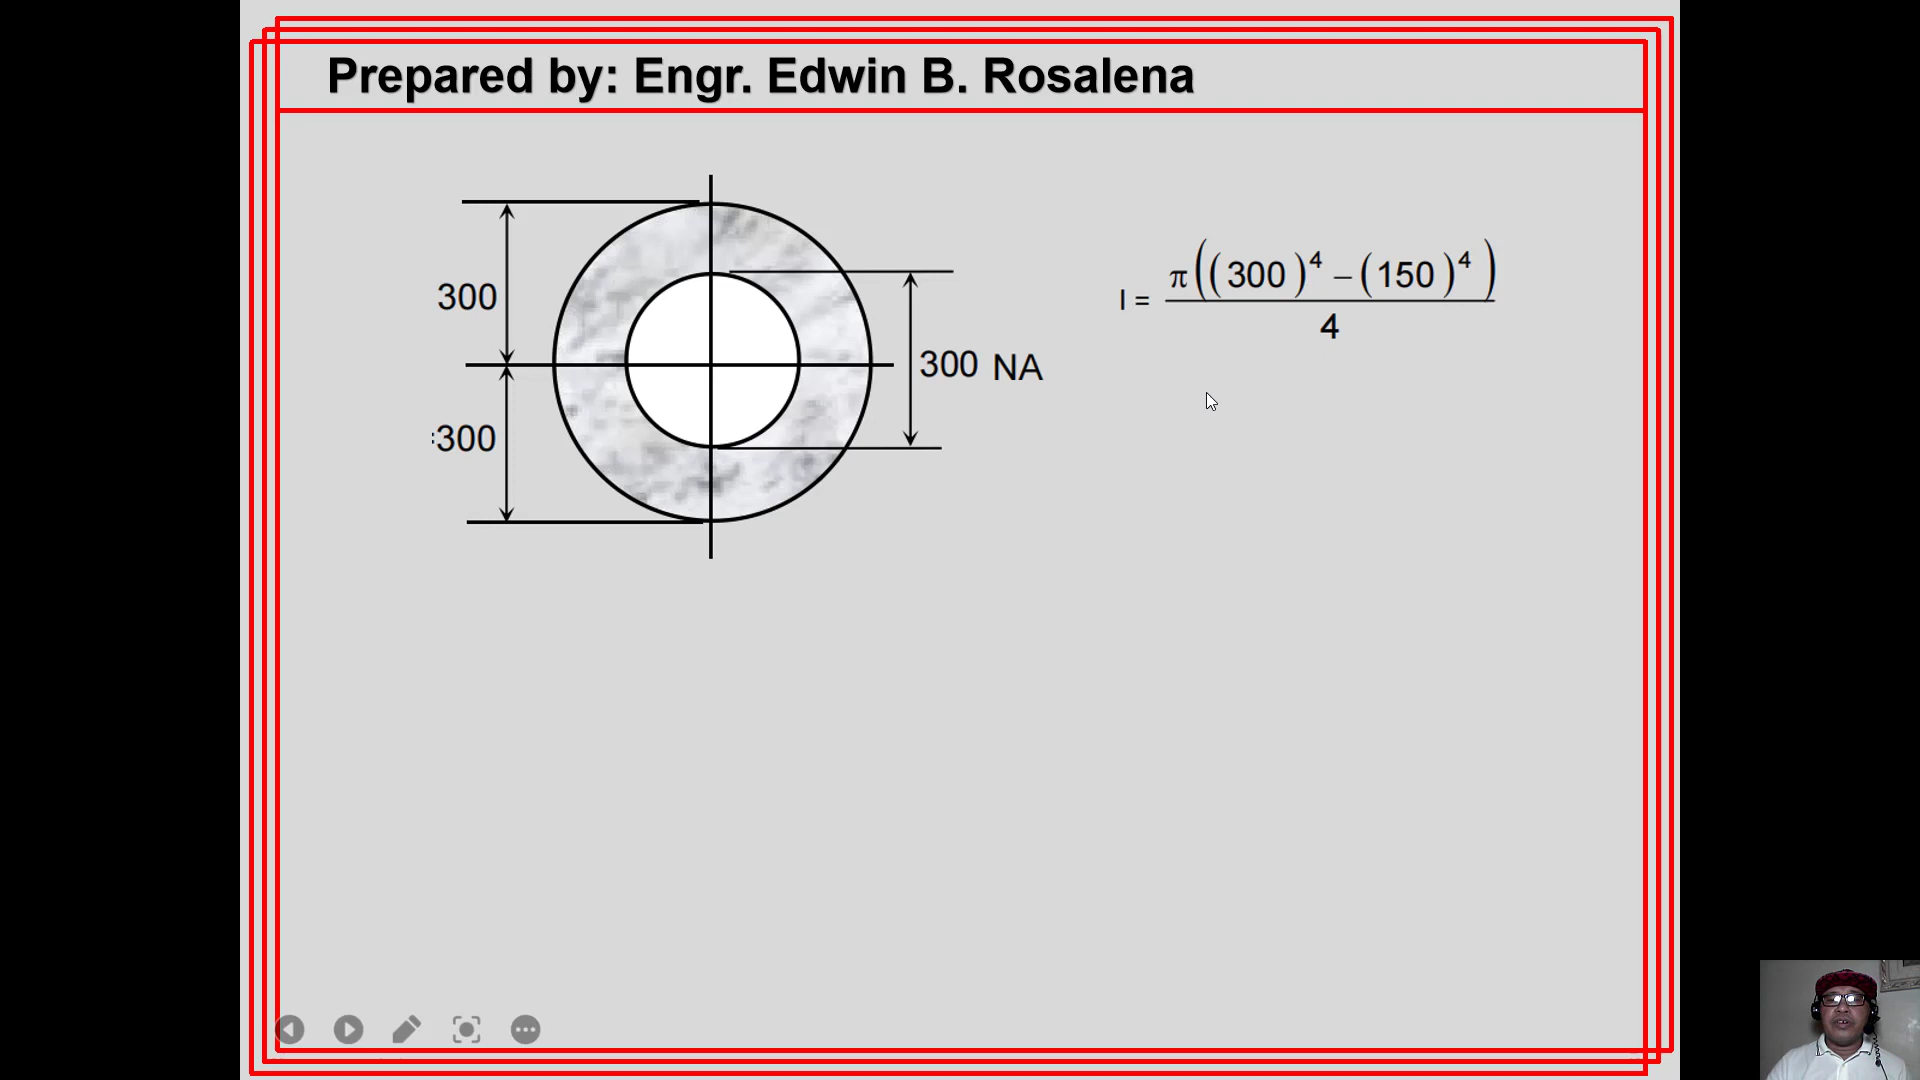 Prepared by: Engr. Edwin B. Rosalena
300
300
300 NA
I = π((300)⁴ – (150)⁴) / 4